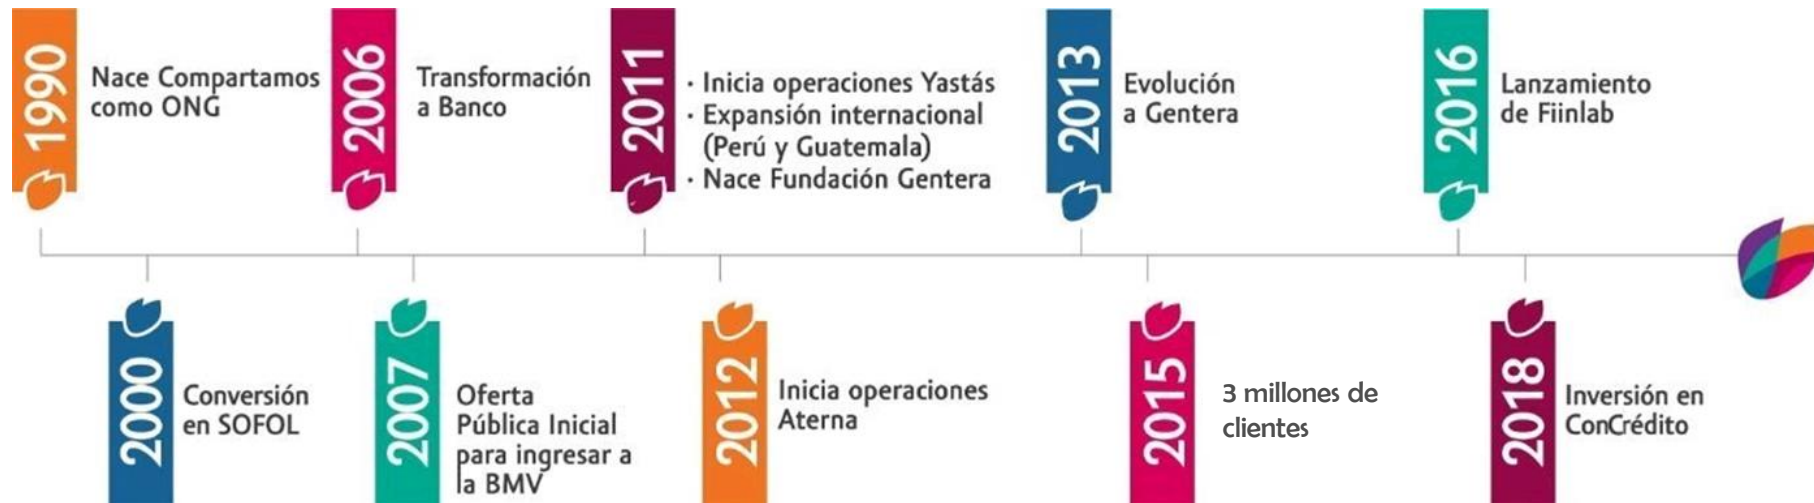 1990
Nace Compartamos
como ONG
2006
Transformación
a Banco
2011
· Inicia operaciones Yastás
· Expansión internacional
(Perú y Guatemala)
· Nace Fundación Gentera
2013
Evolución
a Gentera
2016
Lanzamiento
de Fiinlab
2000
Conversión
en SOFOL
2007
Oferta
Pública Inicial
para ingresar a
la BMV
2012
Inicia operaciones
Aterna
2015
3 millones de
clientes
2018
Inversión en
ConCrédito